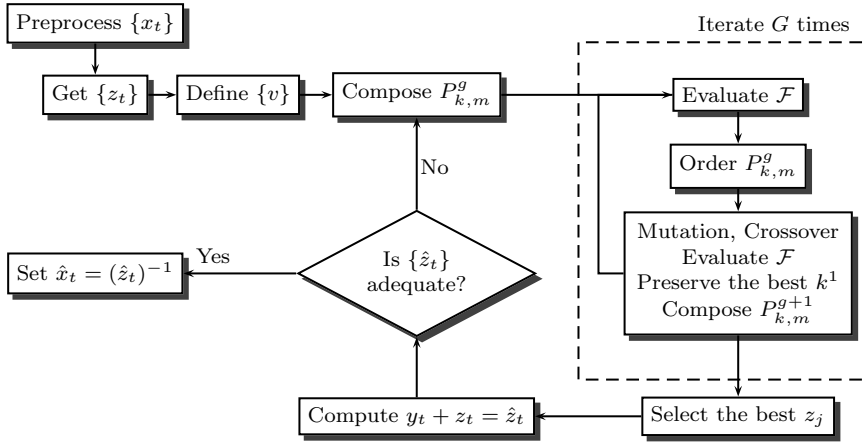 Preprocess {x_t}
Iterate G times
Get {z_t}
Define {v}
Compose P^g_{k,m}
Evaluate ℱ
No
Order P^g_{k,m}
Mutation, Crossover
Evaluate ℱ
Preserve the best k^1
Compose P^{g+1}_{k,m}
Is {ẑ_t}
adequate?
Yes
Set x̂_t = (ẑ_t)^{-1}
Compute y_t + z_t = ẑ_t
Select the best z_j